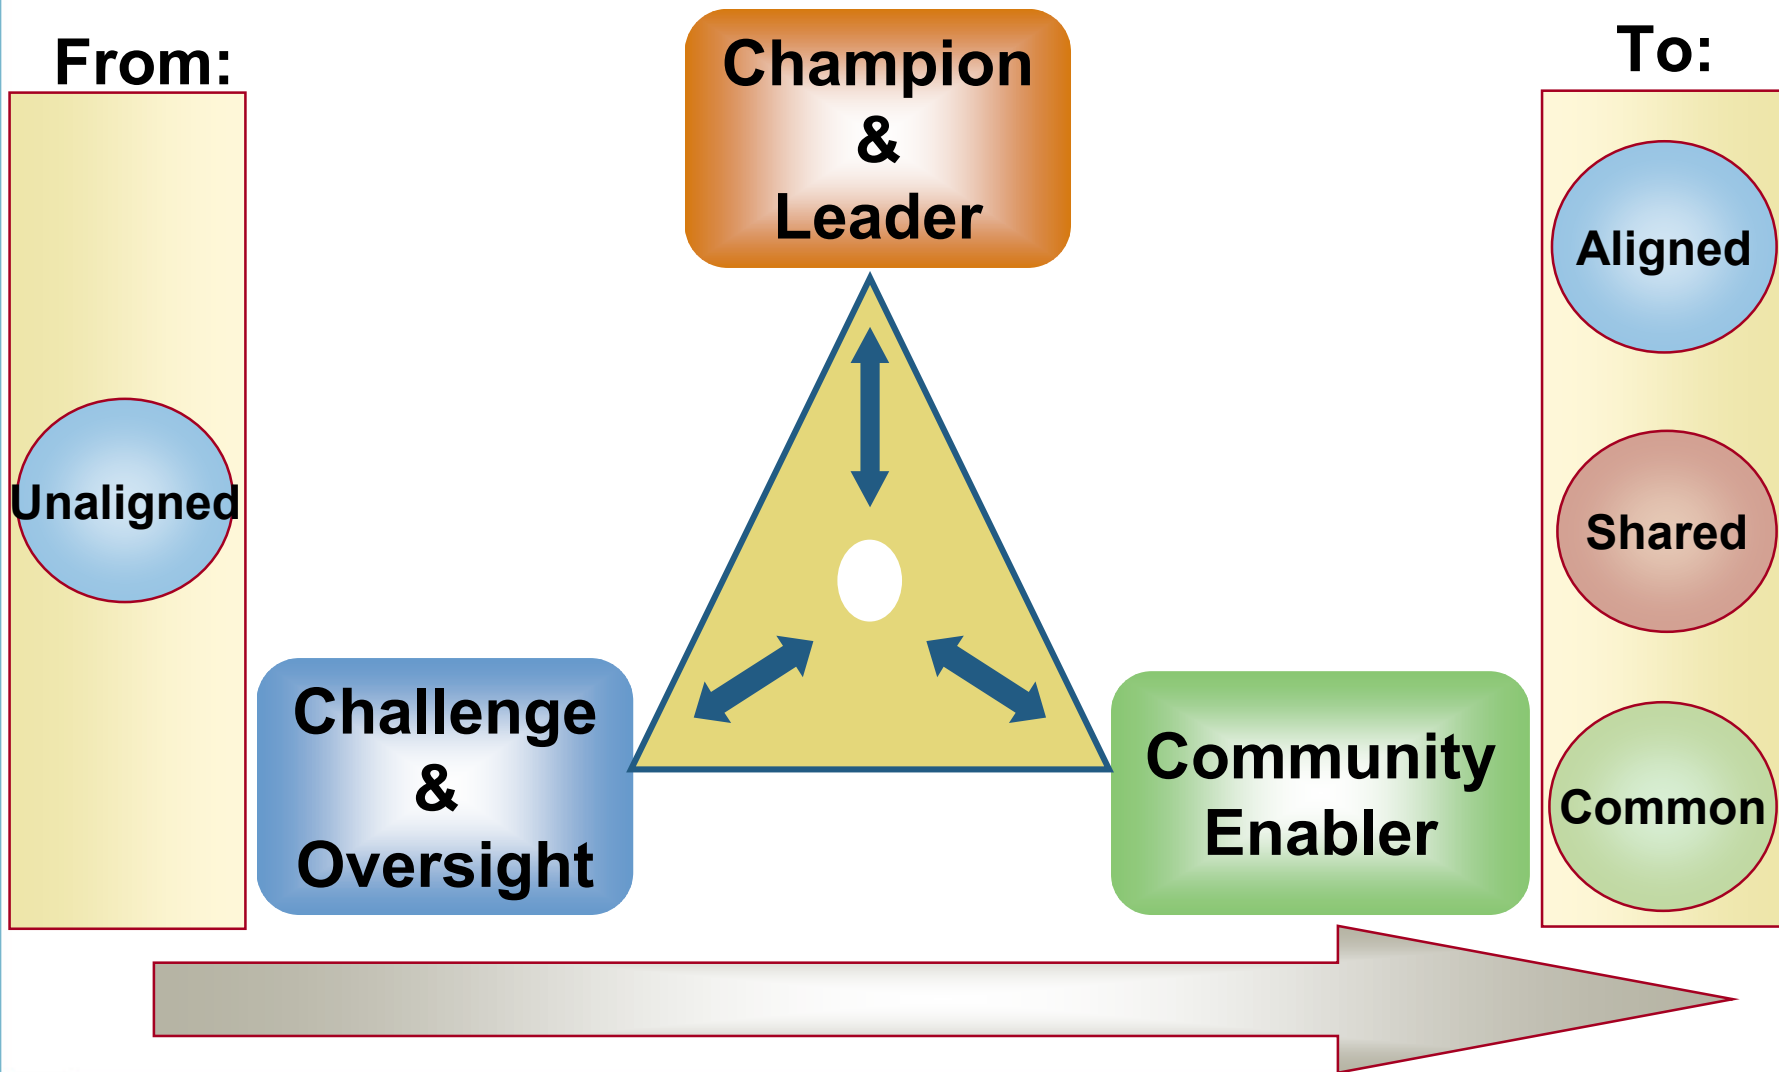 From:
Unaligned
Champion
&
Leader
Challenge
&
Oversight
Community
Enabler
To:
Aligned
Shared
Common